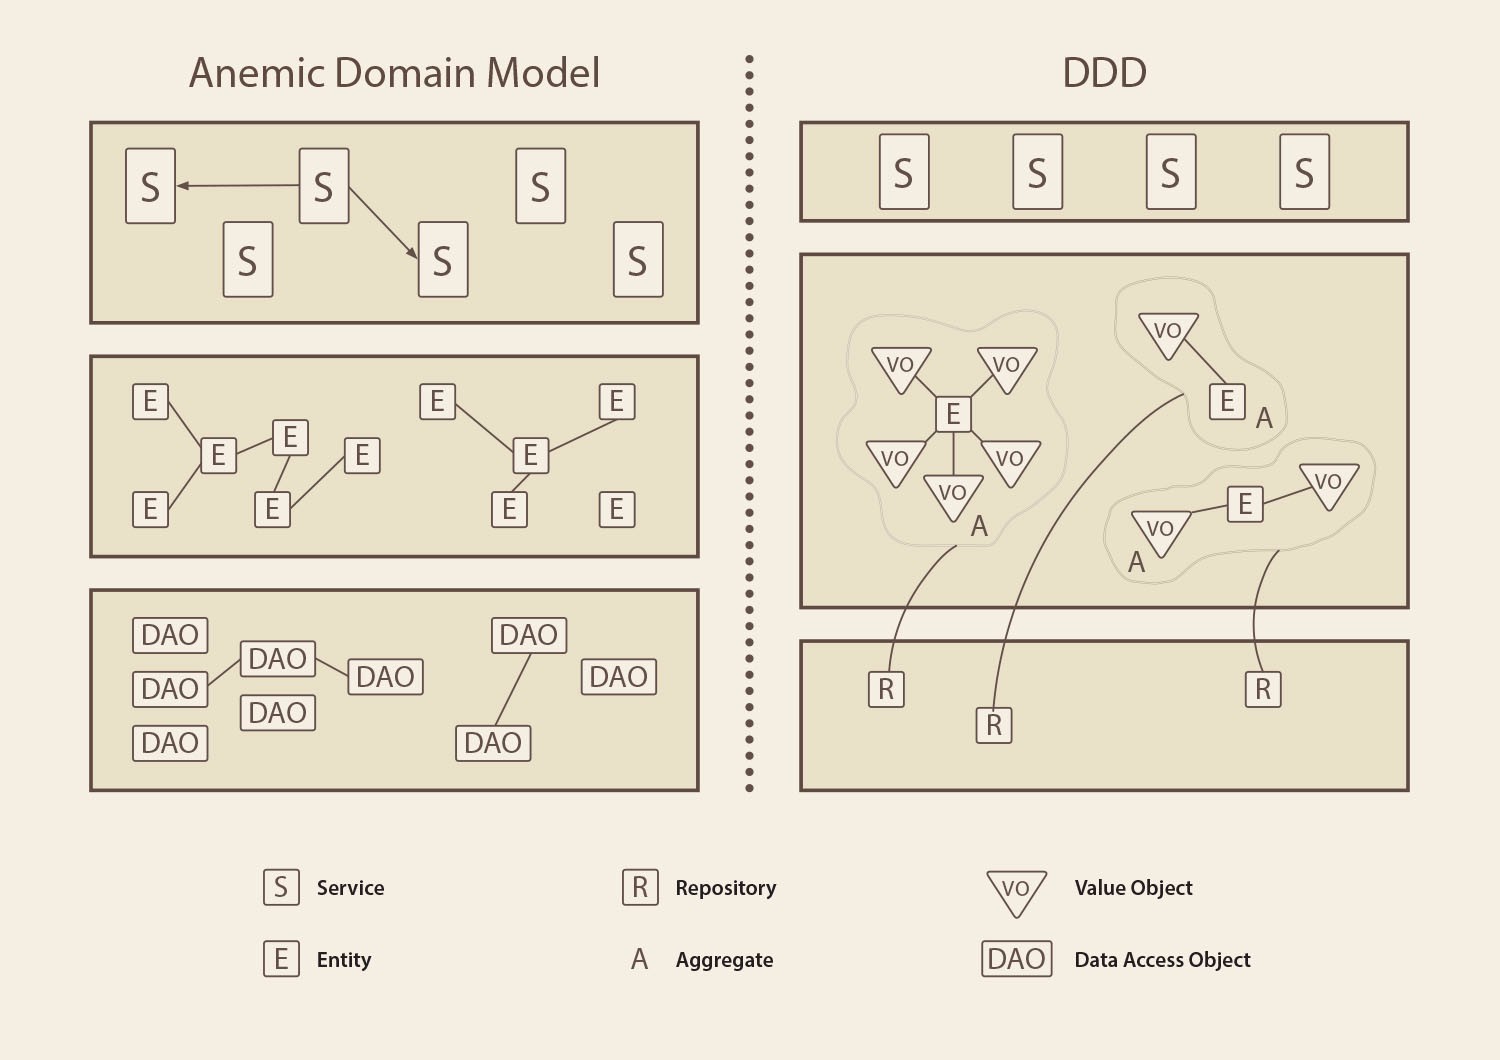 Anemic Domain Model
S S S
S S S
E E E
E E E E E
E E E E
DAO DAO
DAO DAO DAO
DAO
DAO
DAO DAO
DDD
S S S S
VO
VO VO
E A
E
VO VO
VO
A
VO
E
VO
A
R R
R
S Service
R Repository
VO Value Object
E Entity
A Aggregate
DAO Data Access Object